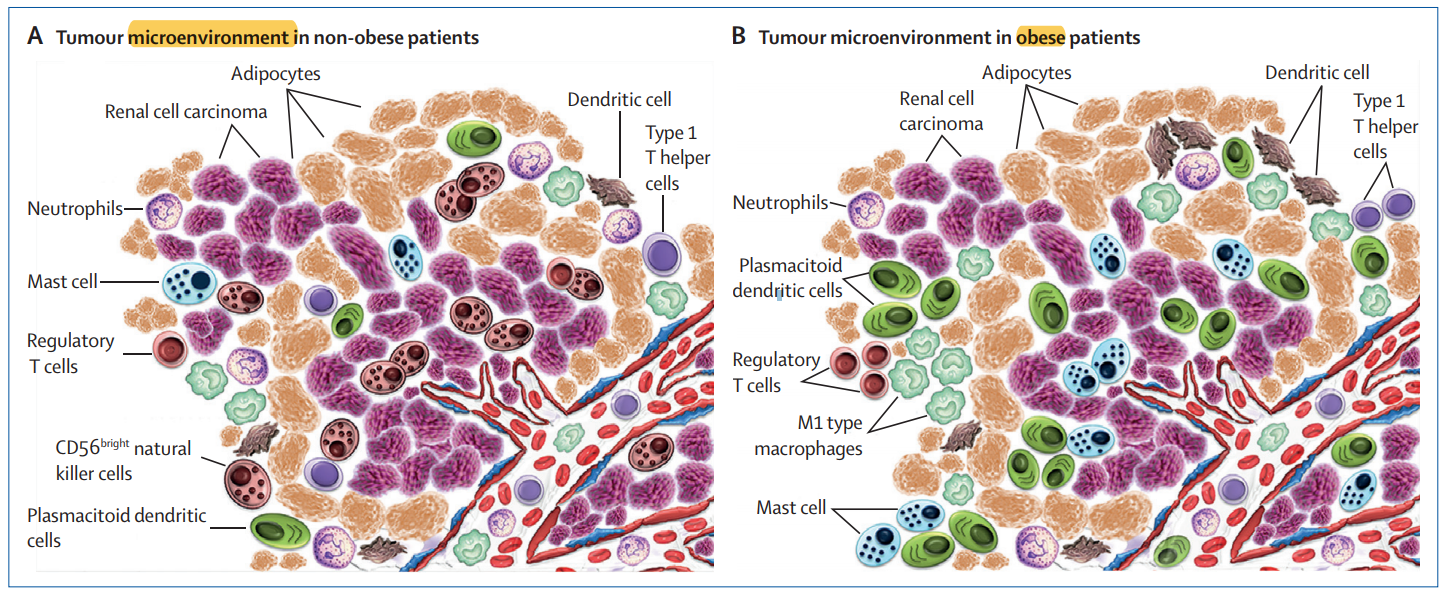 A Tumour microenvironment in non-obese patients
Adipocytes
Renal cell carcinoma
Dendritic cell
Type 1
T helper
cells
Neutrophils
Mast cell
Regulatory
T cells
CD56bright natural
killer cells
Plasmacitoid dendritic
cells
B Tumour microenvironment in obese patients
Adipocytes
Dendritic cell
Renal cell
carcinoma
Type 1
T helper
cells
Neutrophils
Plasmacitoid
dendritic cells
Regulatory
T cells
M1 type
macrophages
Mast cell